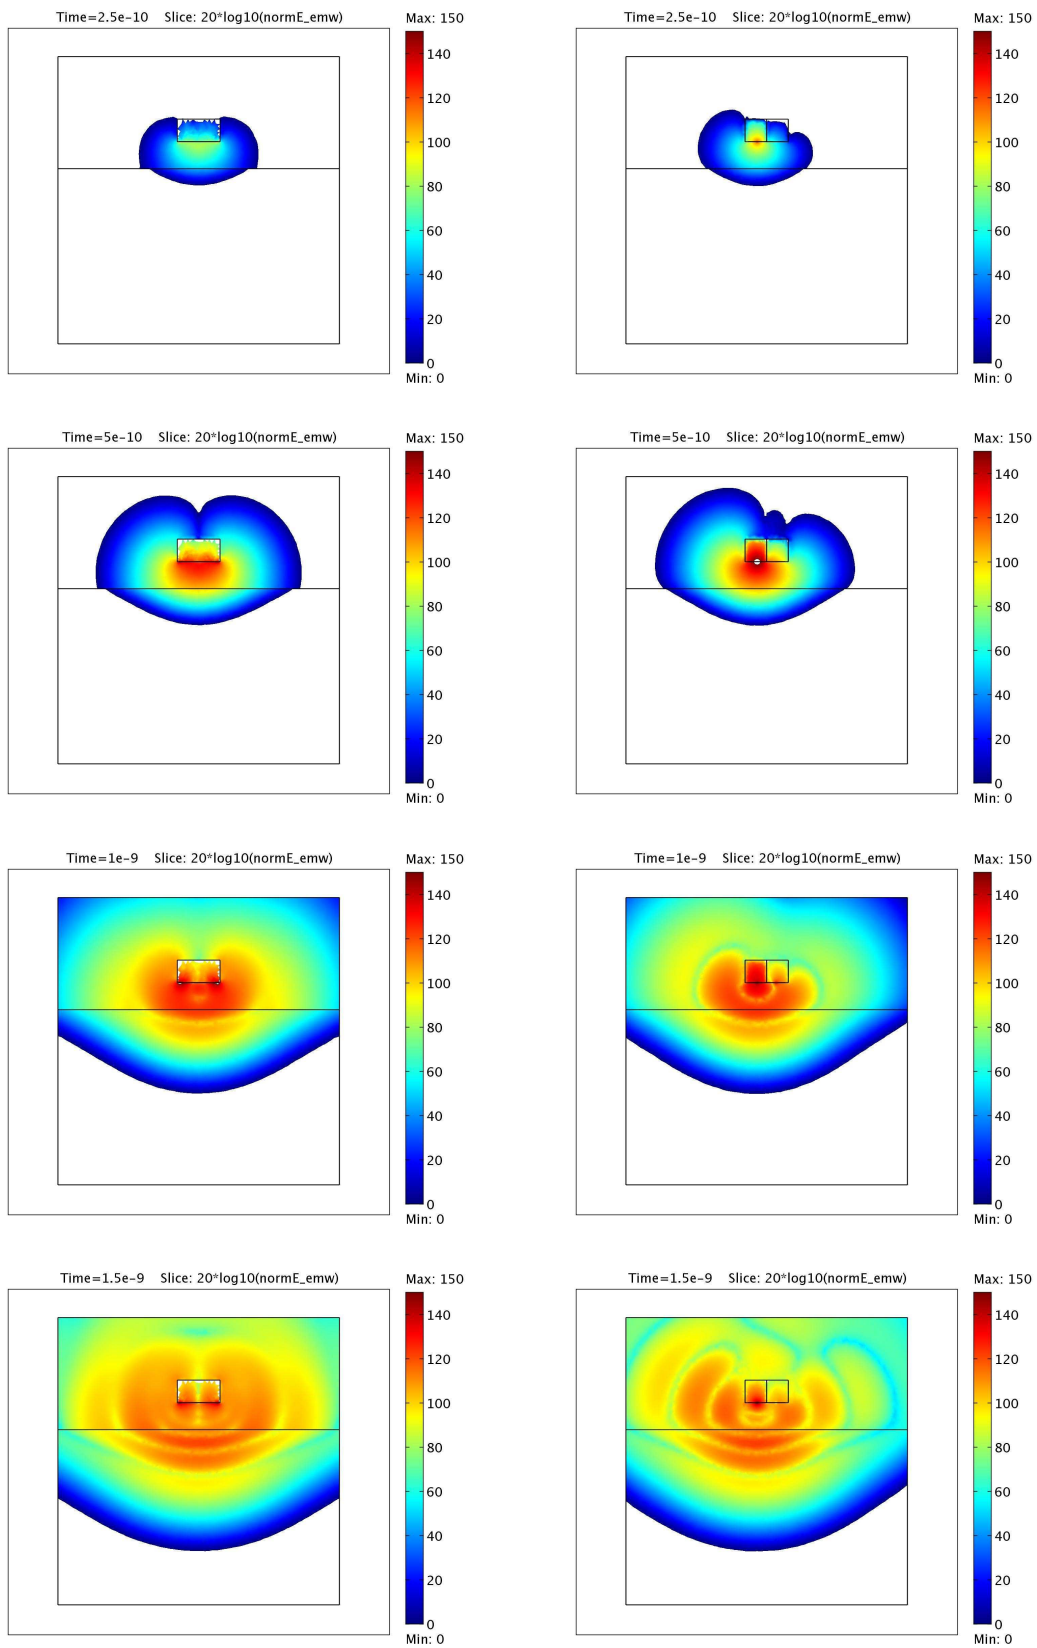 Time=2.5e-10    Slice: 20*log10(normE_emw)
Max: 150
140
120
100
80
60
40
20
0
Min: 0
Time=2.5e-10    Slice: 20*log10(normE_emw)
Max: 150
140
120
100
80
60
40
20
0
Min: 0
Time=5e-10    Slice: 20*log10(normE_emw)
Max: 150
140
120
100
80
60
40
20
0
Min: 0
Time=5e-10    Slice: 20*log10(normE_emw)
Max: 150
140
120
100
80
60
40
20
0
Min: 0
Time=1e-9    Slice: 20*log10(normE_emw)
Max: 150
140
120
100
80
60
40
20
0
Min: 0
Time=1e-9    Slice: 20*log10(normE_emw)
Max: 150
140
120
100
80
60
40
20
0
Min: 0
Time=1.5e-9    Slice: 20*log10(normE_emw)
Max: 150
140
120
100
80
60
40
20
0
Min: 0
Time=1.5e-9    Slice: 20*log10(normE_emw)
Max: 150
140
120
100
80
60
40
20
0
Min: 0